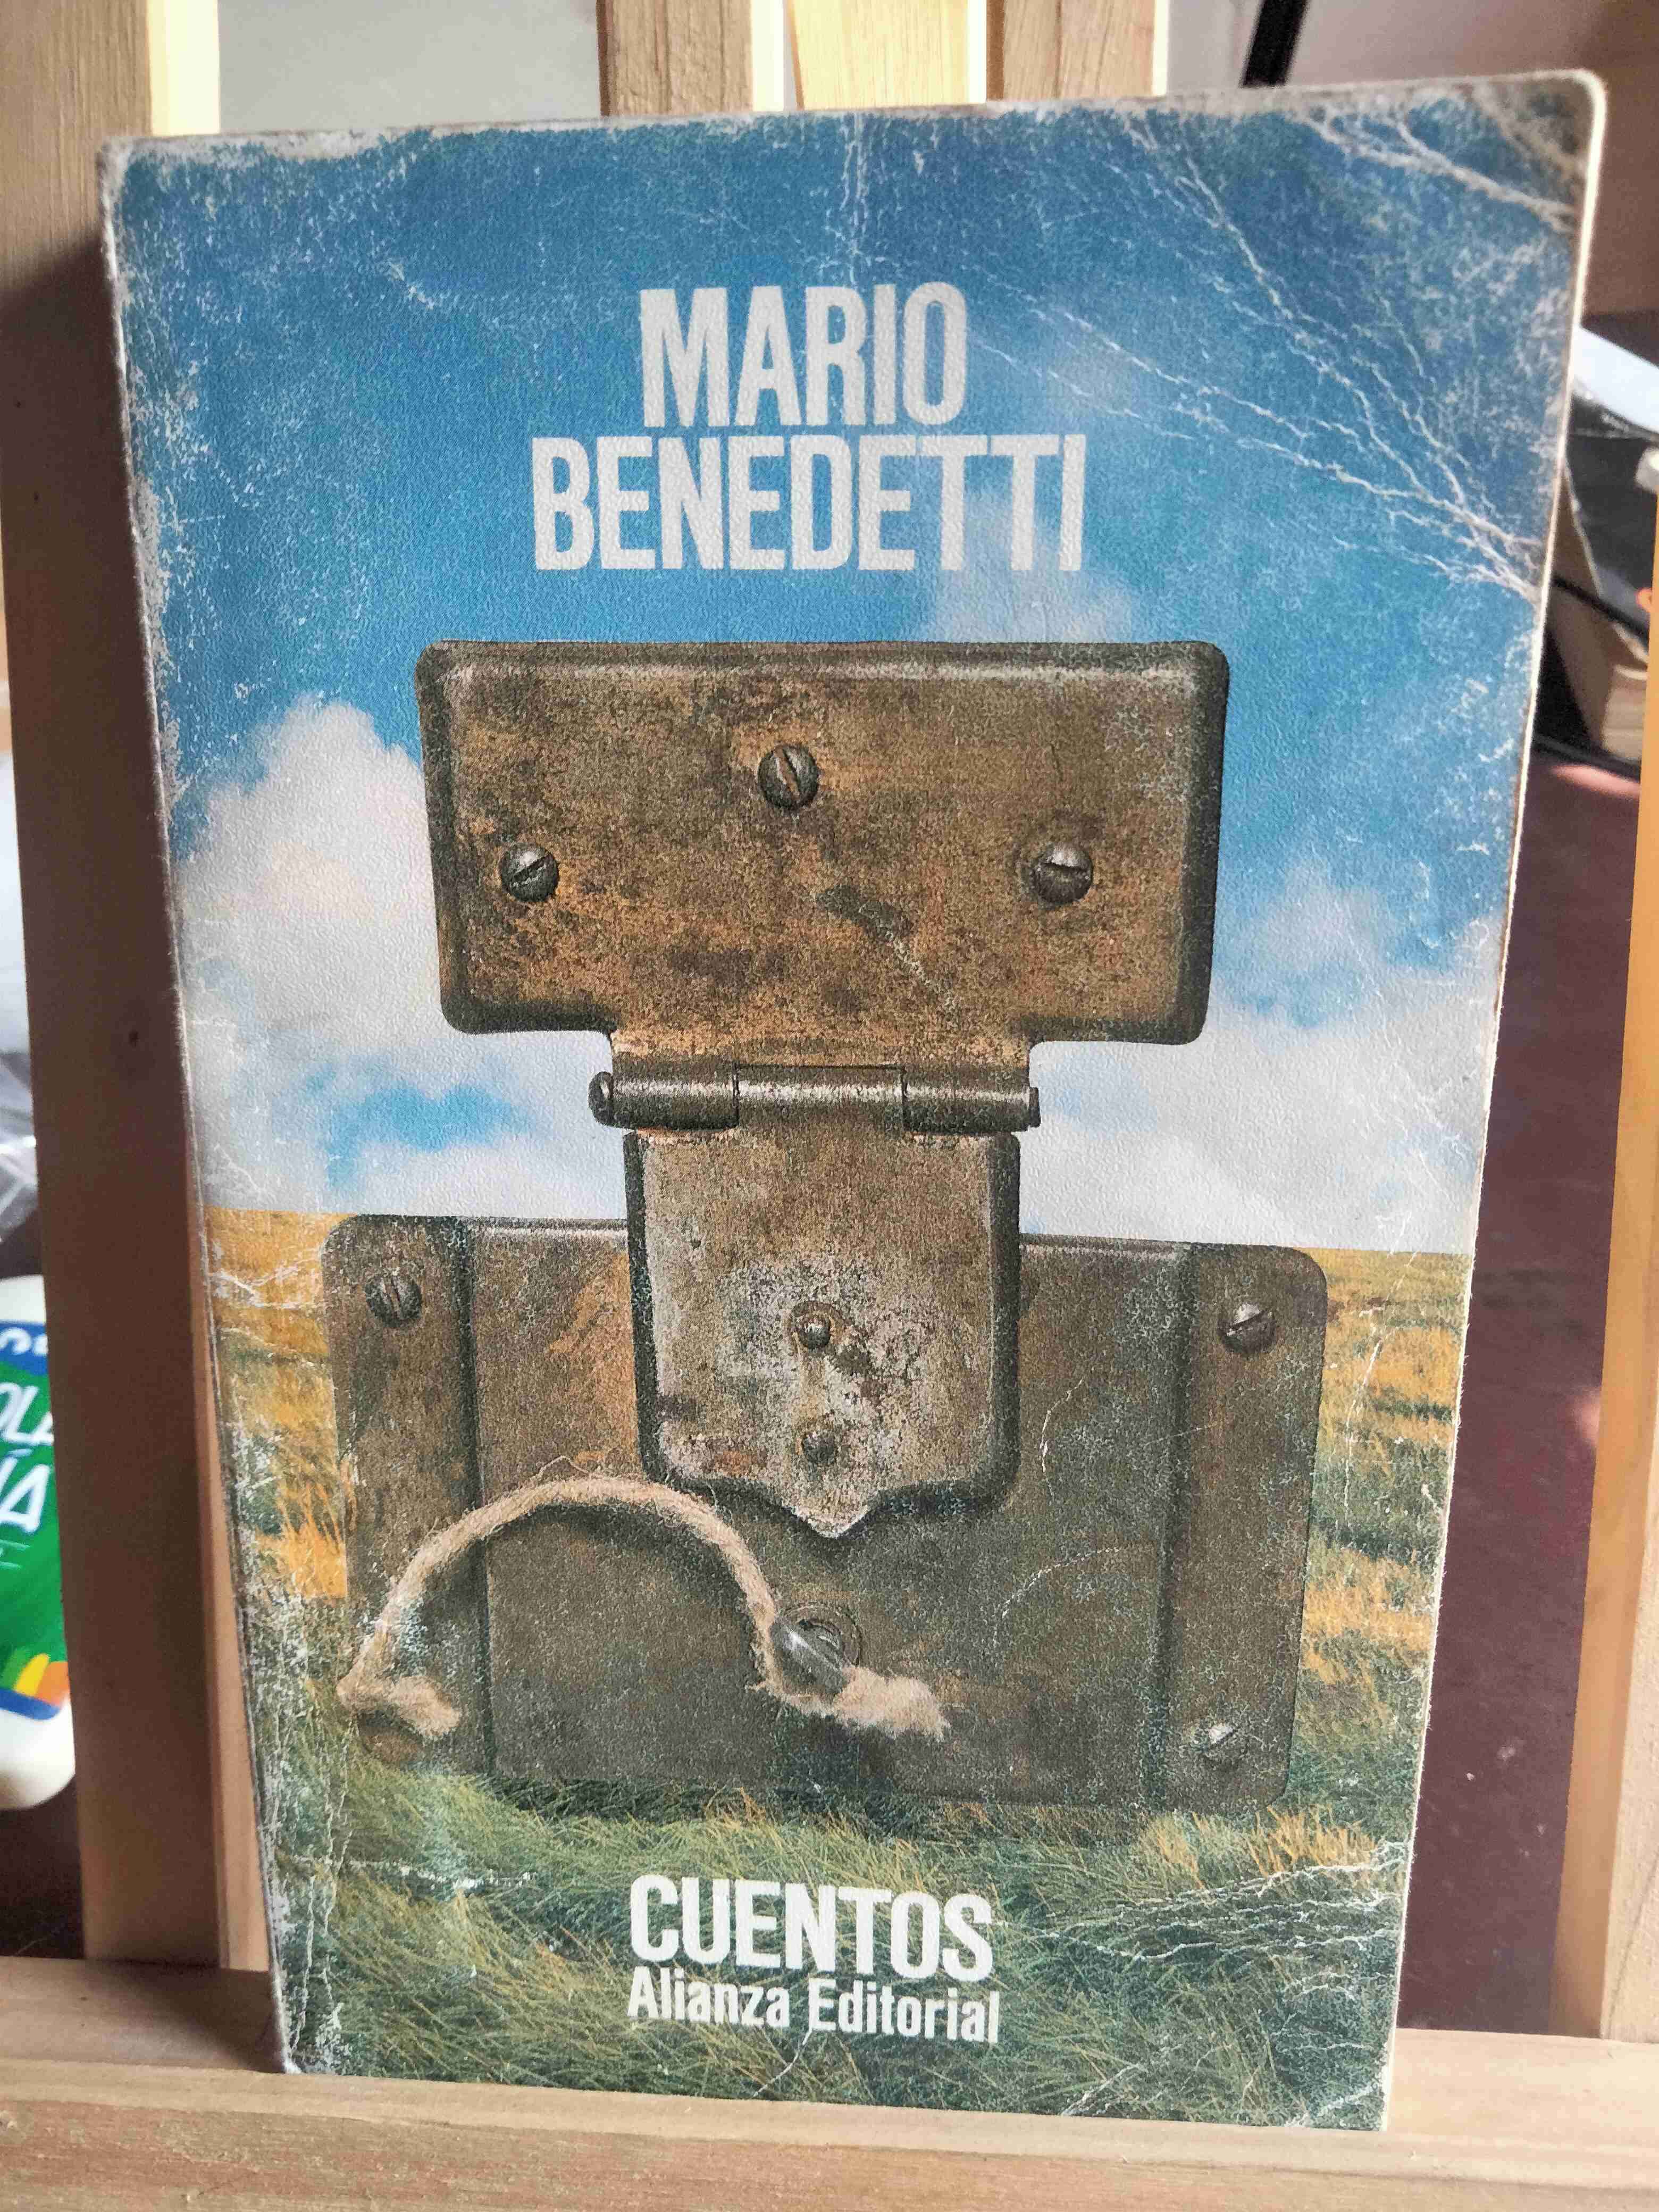 MARIO
BENEDETTI
CUENTOS
Alianza Editorial